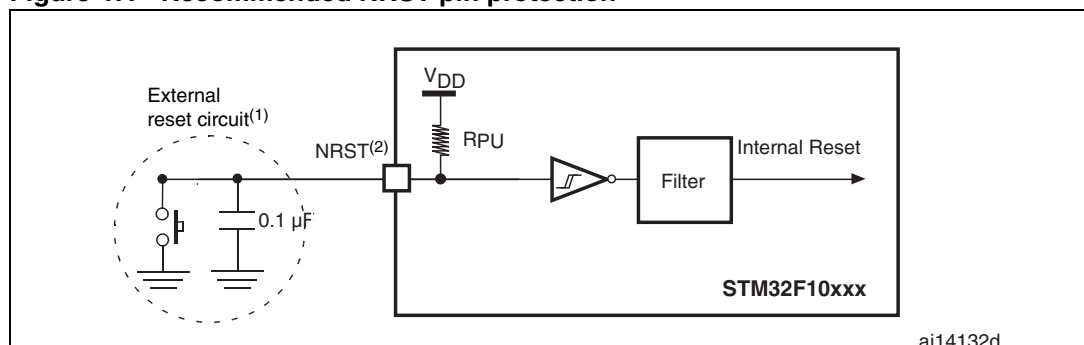 VDD
External
reset circuit(1)
NRST(2)
RPU
Internal Reset
Filter
0.1 µF
STM32F10xxx
ai14132d